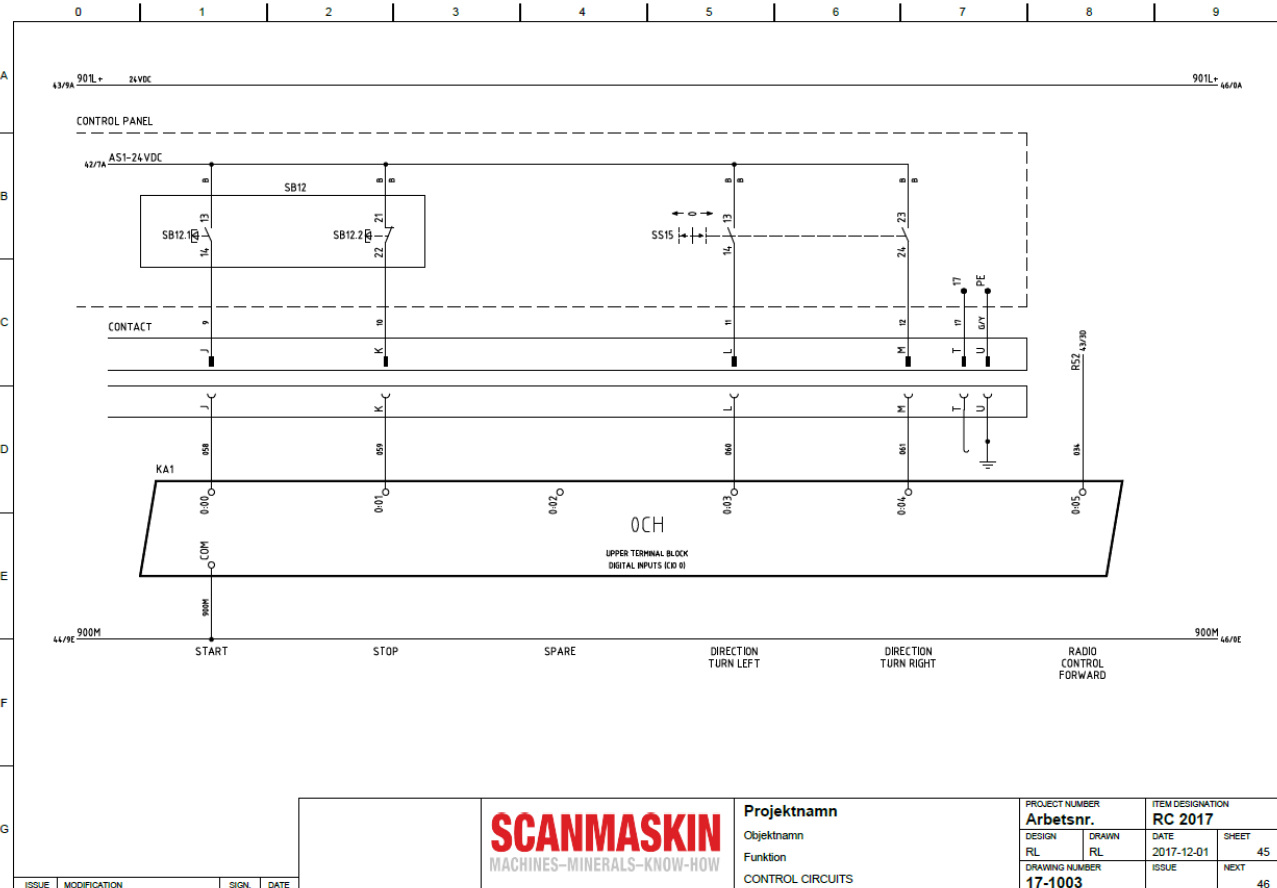 0 1 2 3 4 5 6 7 8 9
A
43/9A 901L+ 24VDC 901L+ 46/0A
CONTROL PANEL
42/7A AS1-24VDC
B
B B B B B B B
SB12
SB12.1 13 14
SB12.2 21 22
SS15 0 13 14
23 24
C
17 PE
CONTACT
9 10 11 12 17 G/Y
J K L M T U
RS2 43/3D
J K L M T U
D
058 059 060 061 034
KA1
0:00 0:01 0:02 0:03 0:04 0:05
0CH
UPPER TERMINAL BLOCK
DIGITAL INPUTS (CIO 0)
COM
E
900M
44/9E 900M 900M 46/0E
START STOP SPARE DIRECTION TURN LEFT DIRECTION TURN RIGHT RADIO CONTROL FORWARD
F
G
SCANMASKIN
MACHINES–MINERALS–KNOW-HOW
Projektnamn
Objektnamn
Funktion
CONTROL CIRCUITS
PROJECT NUMBER ITEM DESIGNATION
Arbetsnr. RC 2017
DESIGN DRAWN DATE SHEET
RL RL 2017-12-01 45
DRAWING NUMBER ISSUE NEXT
17-1003 46
ISSUE MODIFICATION SIGN. DATE